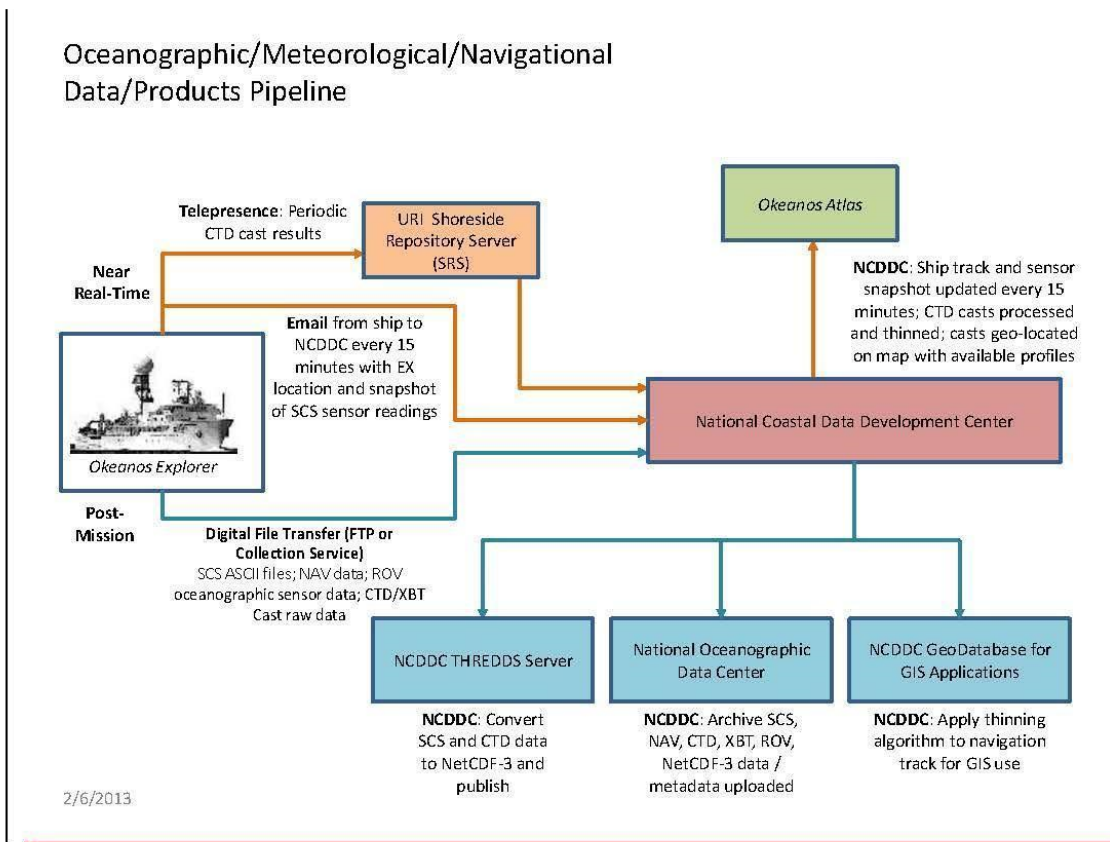 Oceanographic/Meteorological/Navigational
Data/Products Pipeline
Telepresence: Periodic
CTD cast results
URI Shoreside
Repository Server
(SRS)
Okeanos Atlas
Near
Real-Time
NCDDC: Ship track and sensor
snapshot updated every 15
minutes; CTD casts processed
and thinned; casts geo-located
on map with available profiles
Email from ship to
NCDDC every 15
minutes with EX
location and snapshot
of SCS sensor readings
National Coastal Data Development Center
Okeanos Explorer
Post-
Mission
Digital File Transfer (FTP or
Collection Service)
SCS ASCII files; NAV data; ROV
oceanographic sensor data; CTD/XBT
Cast raw data
NCDDC THREDDS Server
National Oceanographic
Data Center
NCDDC GeoDatabase for
GIS Applications
NCDDC: Convert
SCS and CTD data
to NetCDF-3 and
publish
NCDDC: Archive SCS,
NAV, CTD, XBT, ROV,
NetCDF-3 data /
metadata uploaded
NCDDC: Apply thinning
algorithm to navigation
track for GIS use
2/6/2013